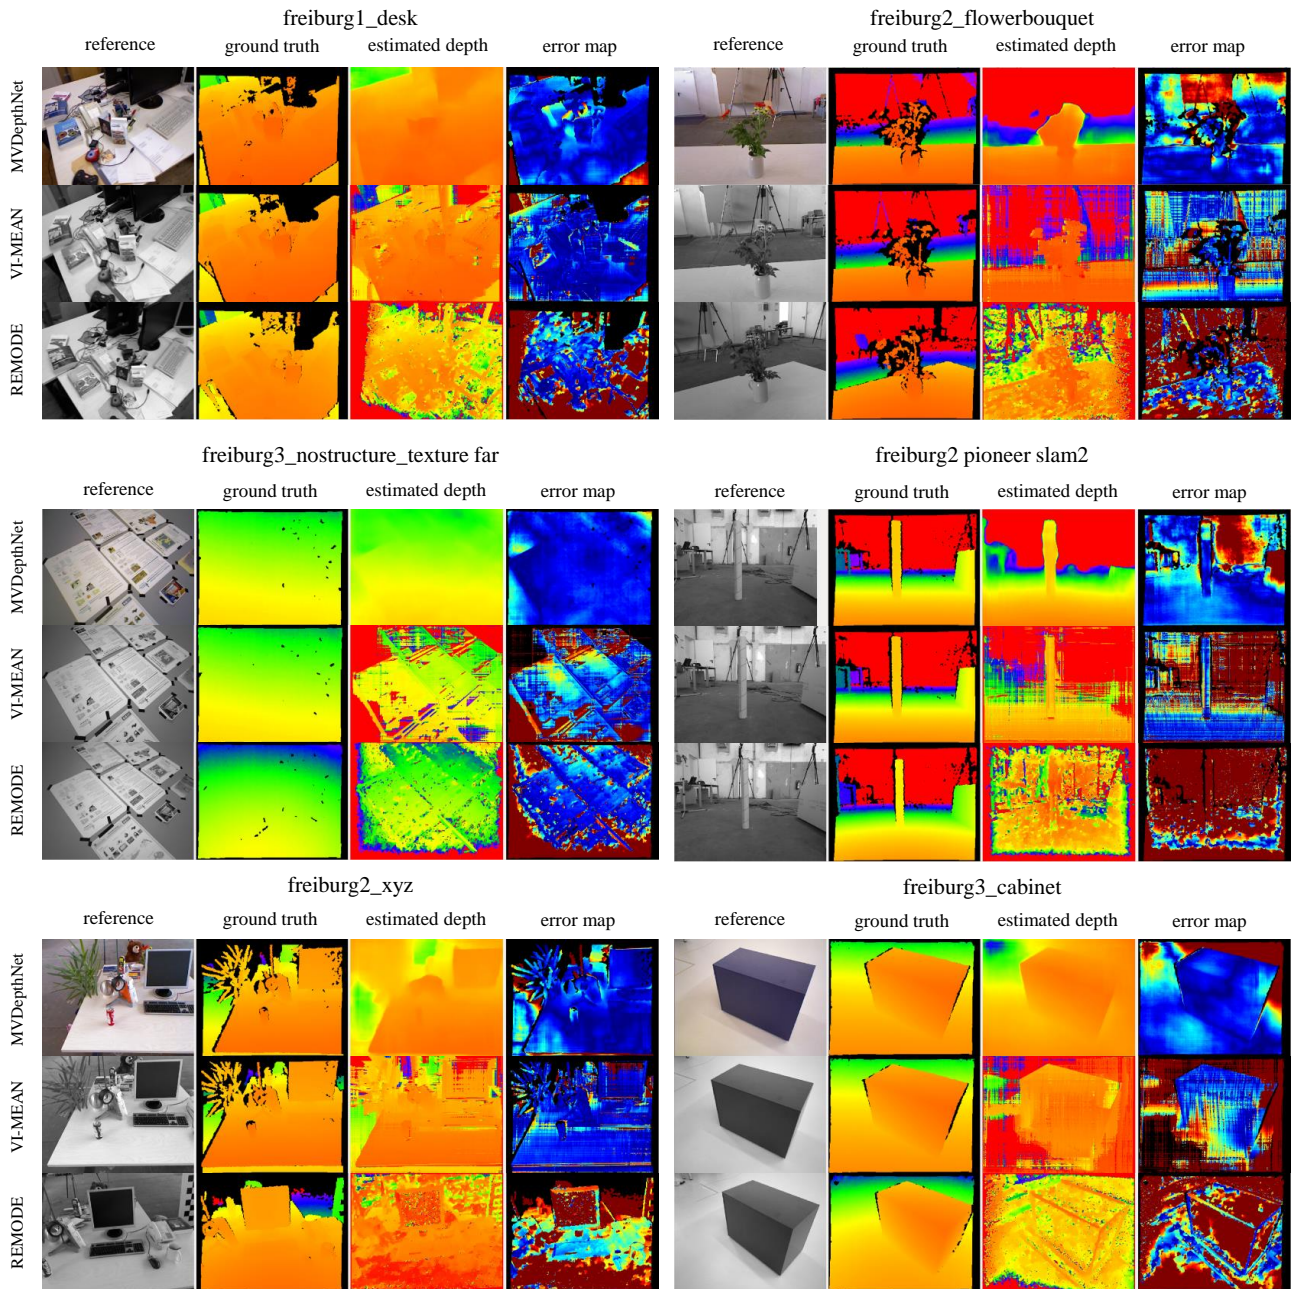 freiburg1_desk
reference ground truth estimated depth error map
MVDepthNet
VI-MEAN
REMODE
freiburg2_flowerbouquet
reference ground truth estimated depth error map
freiburg3_nostructure_texture far
reference ground truth estimated depth error map
MVDepthNet
VI-MEAN
REMODE
freiburg2 pioneer slam2
reference ground truth estimated depth error map
freiburg2_xyz
reference ground truth estimated depth error map
MVDepthNet
VI-MEAN
REMODE
freiburg3_cabinet
reference ground truth estimated depth error map